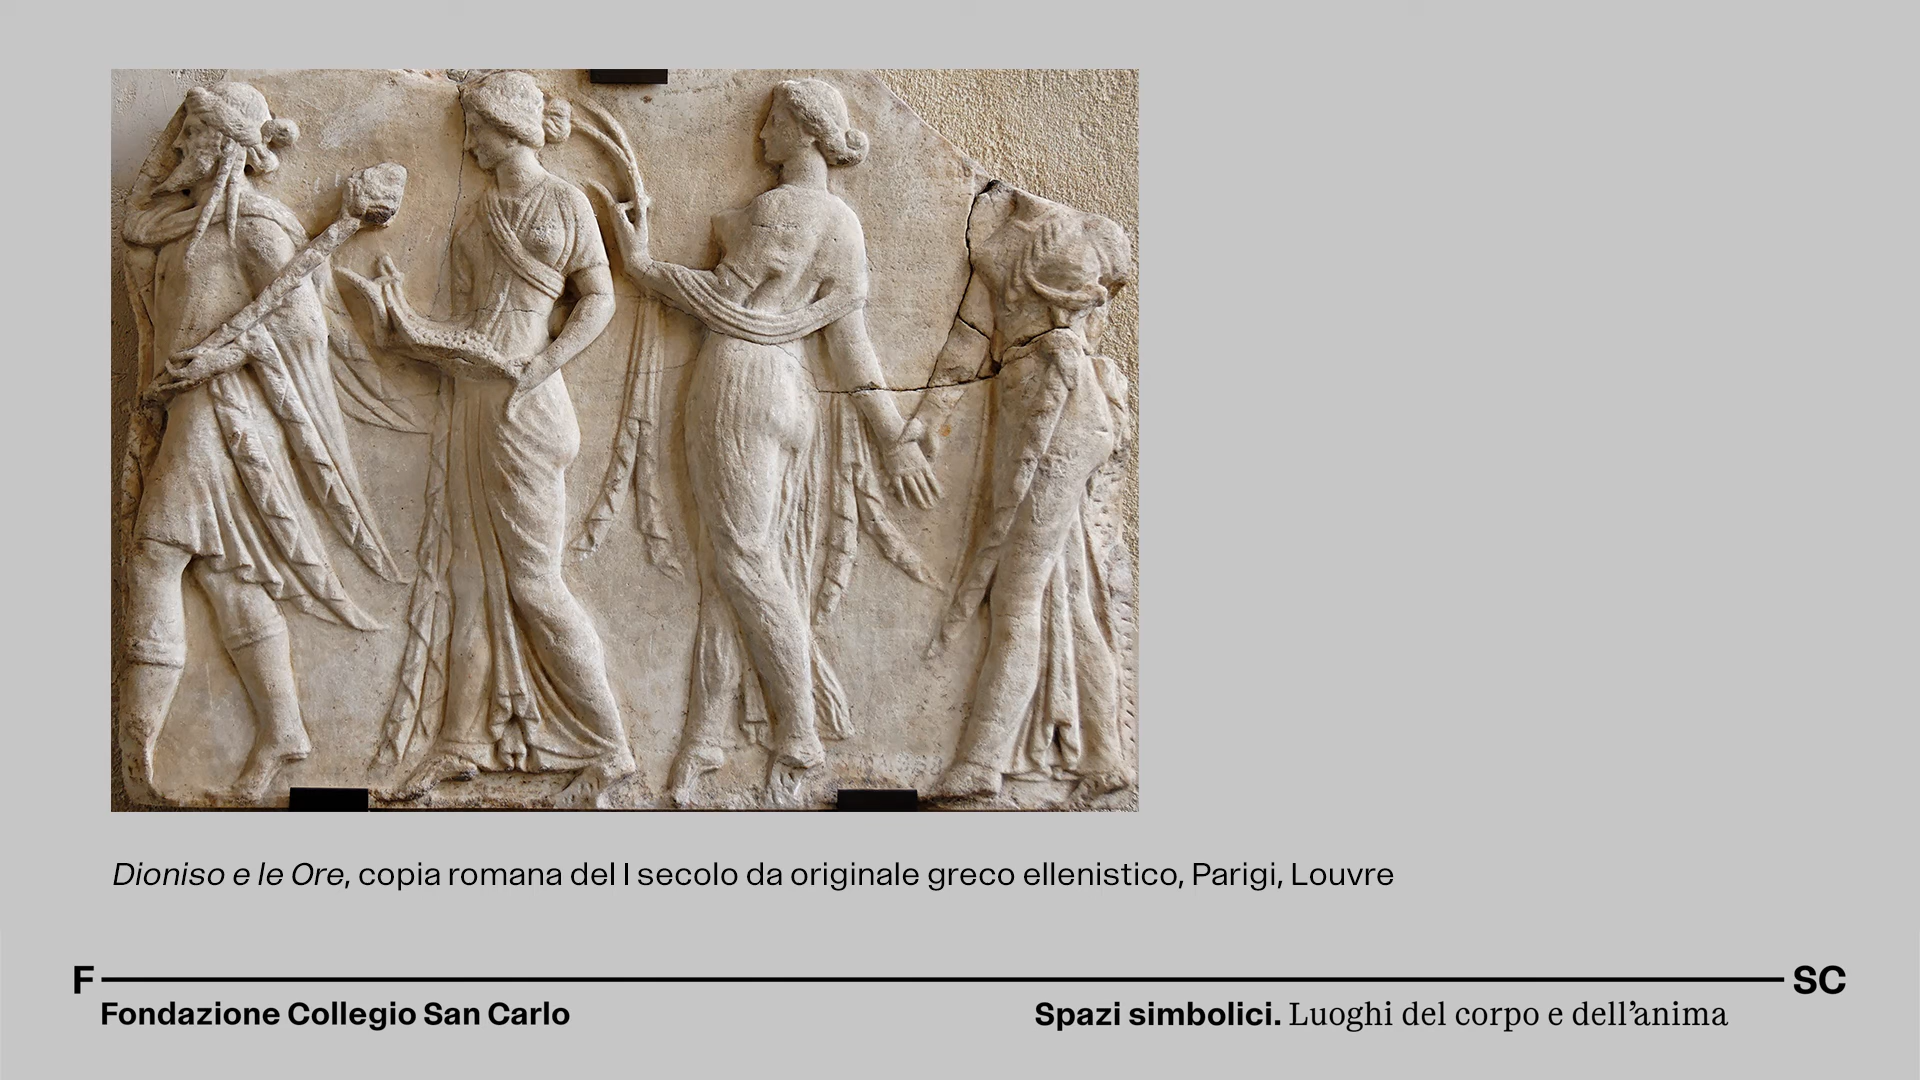 Dioniso e le Ore, copia romana del I secolo da originale greco ellenistico, Parigi, Louvre
F SC
Fondazione Collegio San Carlo
Spazi simbolici. Luoghi del corpo e dell’anima